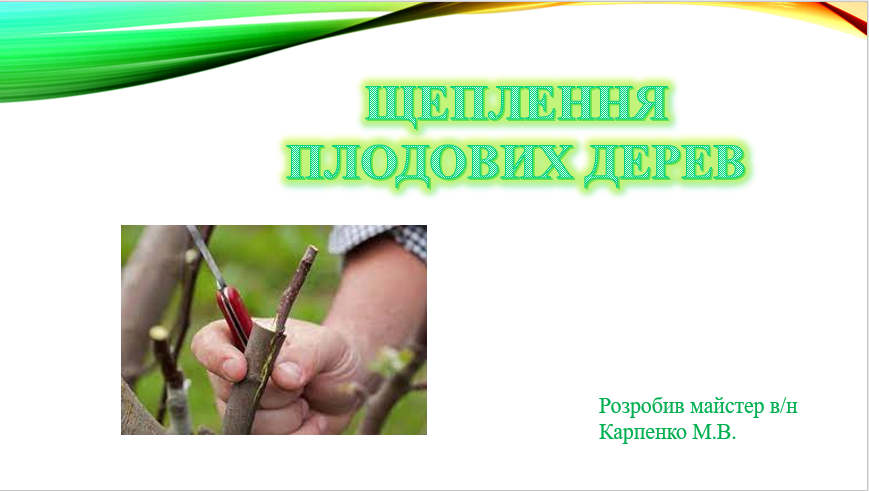 ЩЕПЛЕННЯ
ПЛОДОВИХ ДЕРЕВ
Розробив майстер в/н
Карпенко М.В.